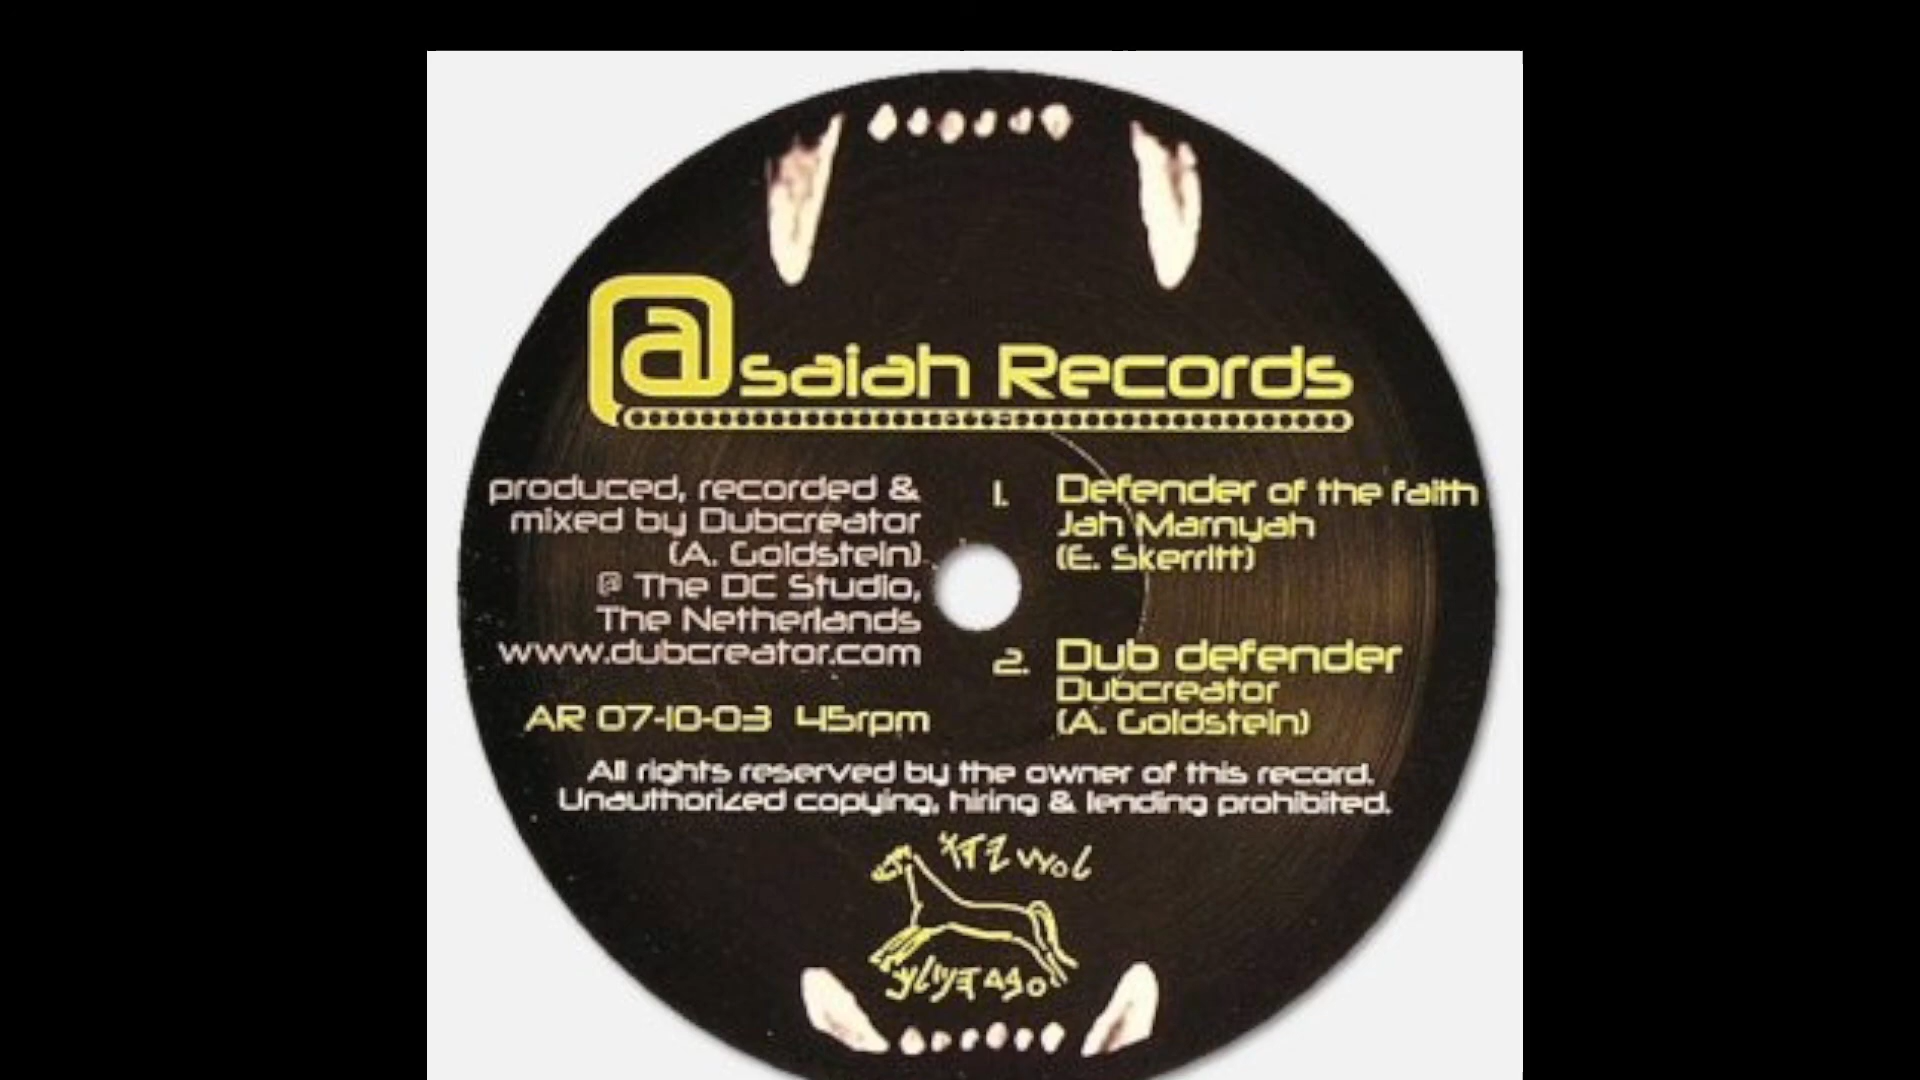 @saiah Records
produced, recorded &
mixed by Dubcreator
(A. Goldstein)
@ The DC Studio,
The Netherlands
www.dubcreator.com
AR 07-10-03 45rpm
1. Defender of the faith
Jah Marnyah
(E. Skerritt)
2. Dub defender
Dubcreator
(A. Goldstein)
All rights reserved by the owner of this record.
Unauthorized copying, hiring & lending prohibited.